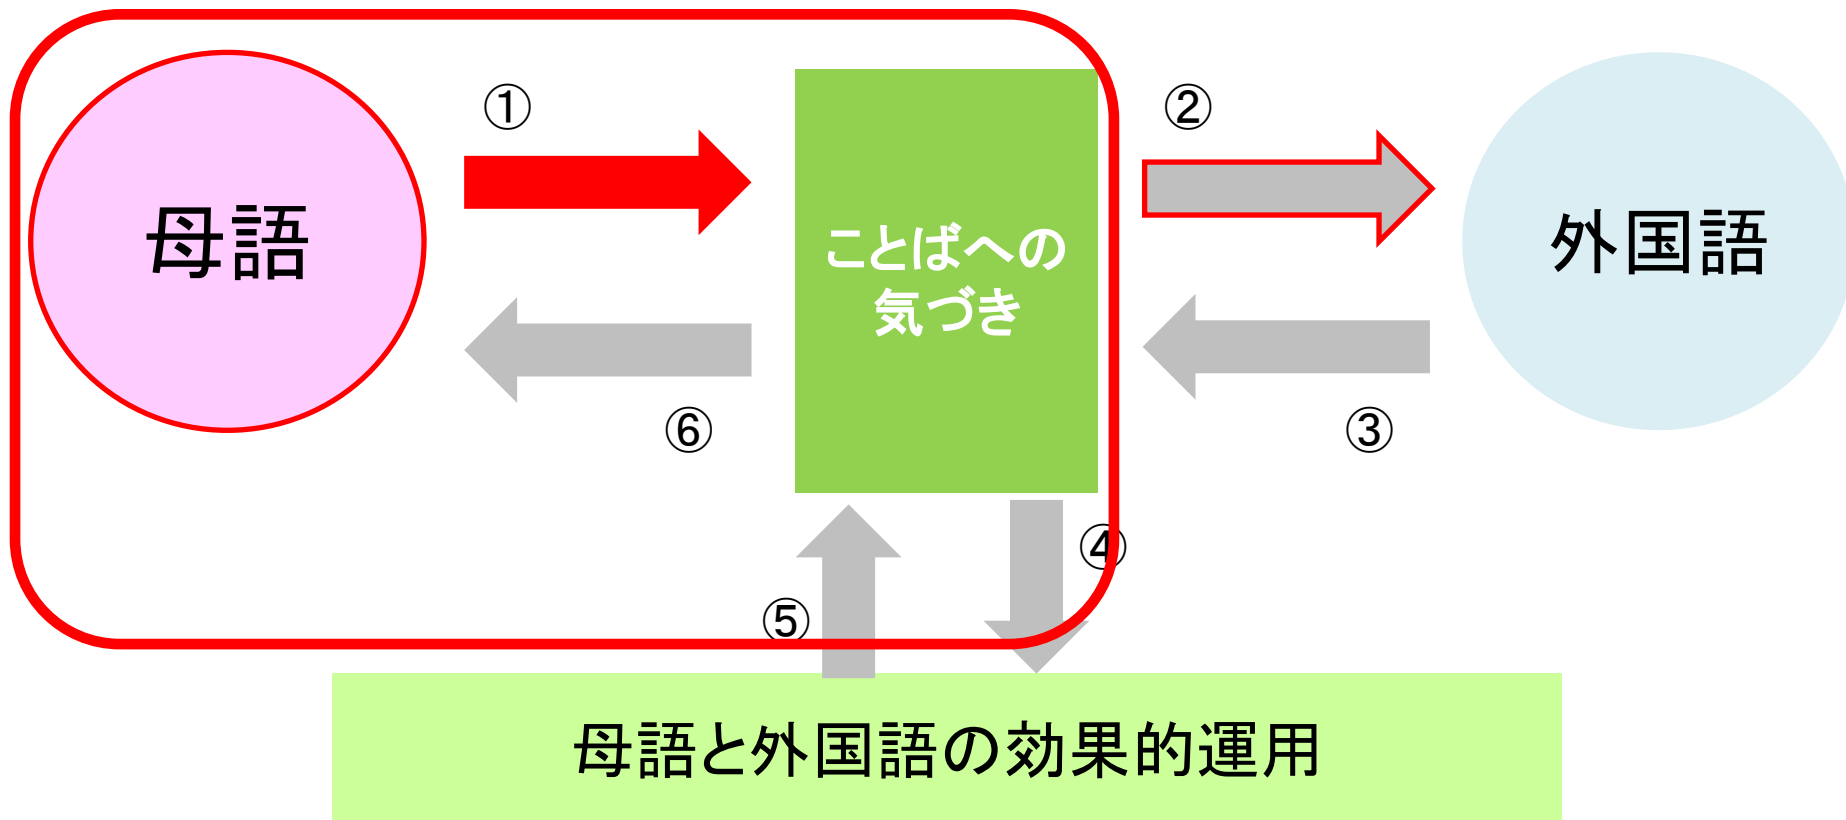 ①
②
母語
ことばへの
気づき
外国語
⑥
③
④
⑤
母語と外国語の効果的運用